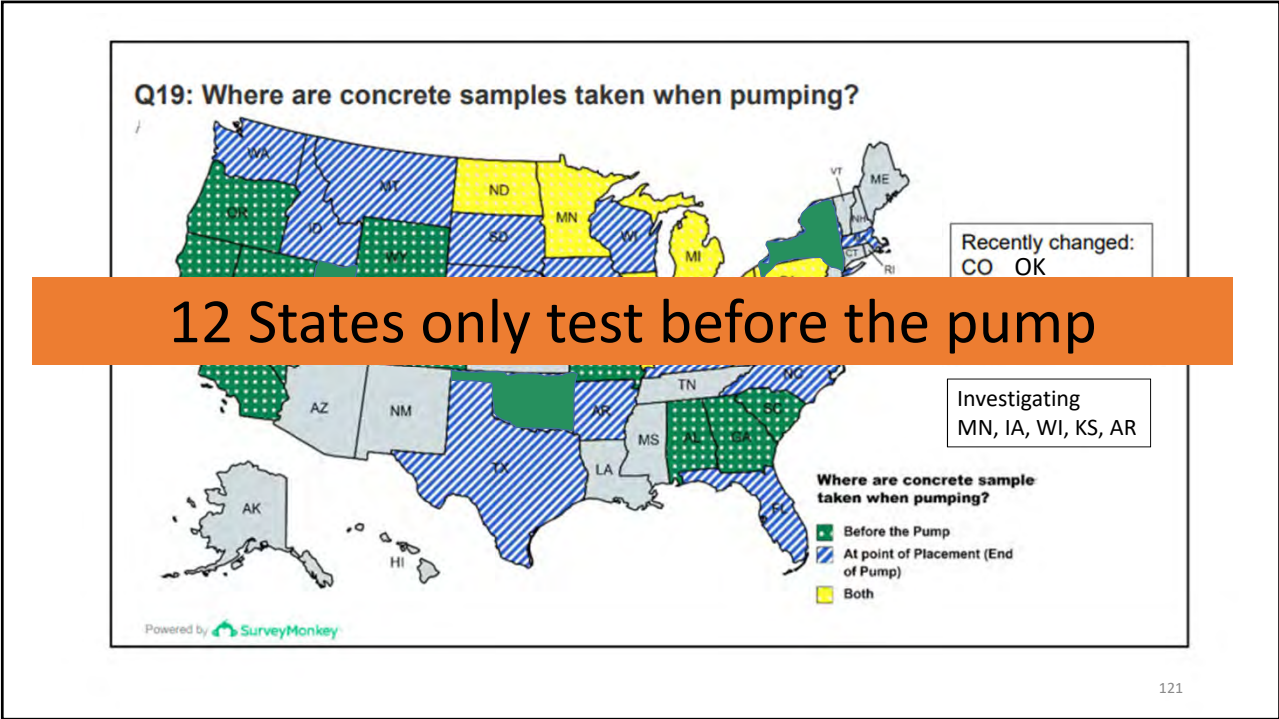 Q19: Where are concrete samples taken when pumping?
WA
MT
ND
MN
VT
ME
OR
ID
SD
WI
NH
WY
MI
CT
RI
Recently changed:
CO OK
12 States only test before the pump
NC
TN
AZ
NM
AR
SC
MS
AL
GA
Investigating
MN, IA, WI, KS, AR
TX
LA
Where are concrete sample
taken when pumping?
AK
FL
Before the Pump
At point of Placement (End
of Pump)
HI
Both
Powered by SurveyMonkey
121